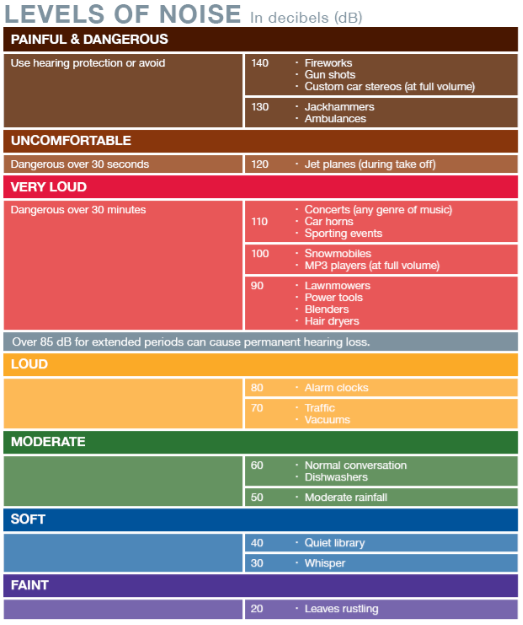 LEVELS OF NOISE In decibels (dB)
PAINFUL & DANGEROUS
Use hearing protection or avoid
140 · Fireworks
· Gun shots
· Custom car stereos (at full volume)
130 · Jackhammers
· Ambulances
UNCOMFORTABLE
Dangerous over 30 seconds
120 · Jet planes (during take off)
VERY LOUD
Dangerous over 30 minutes
110 · Concerts (any genre of music)
· Car horns
· Sporting events
100 · Snowmobiles
· MP3 players (at full volume)
90 · Lawnmowers
· Power tools
· Blenders
· Hair dryers
Over 85 dB for extended periods can cause permanent hearing loss.
LOUD
80 · Alarm clocks
70 · Traffic
· Vacuums
MODERATE
60 · Normal conversation
· Dishwashers
50 · Moderate rainfall
SOFT
40 · Quiet library
30 · Whisper
FAINT
20 · Leaves rustling